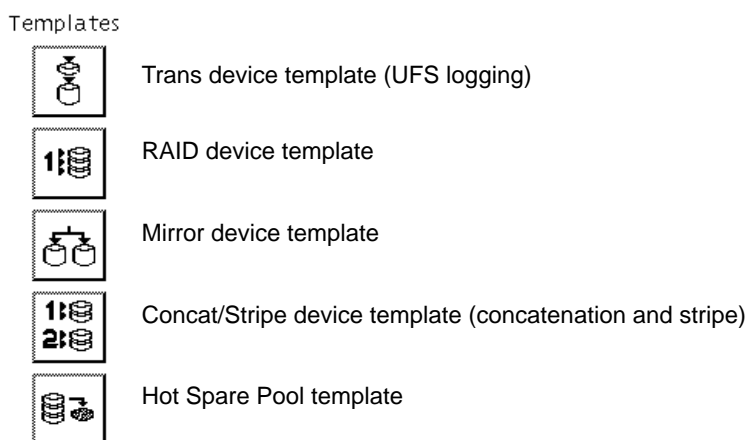 Templates
Trans device template (UFS logging)
1 RAID device template
Mirror device template
1 Concat/Stripe device template (concatenation and stripe)
2
Hot Spare Pool template